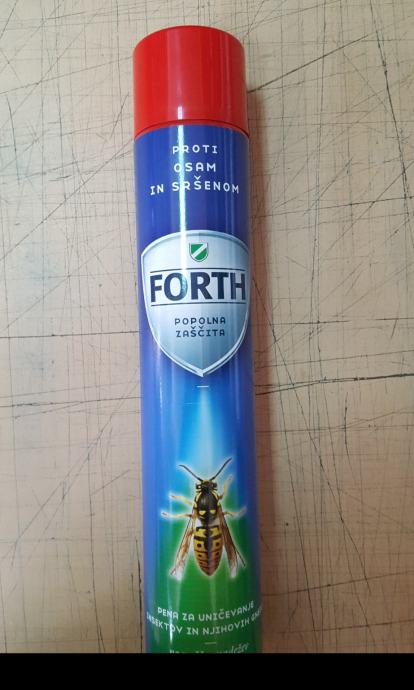 PROTI
OSAM
IN SRŠENOM
FORTH
POPOLNA
ZAŠČITA
PENA ZA UNIČEVANJE
INSEKTOV IN NJIHOVIH